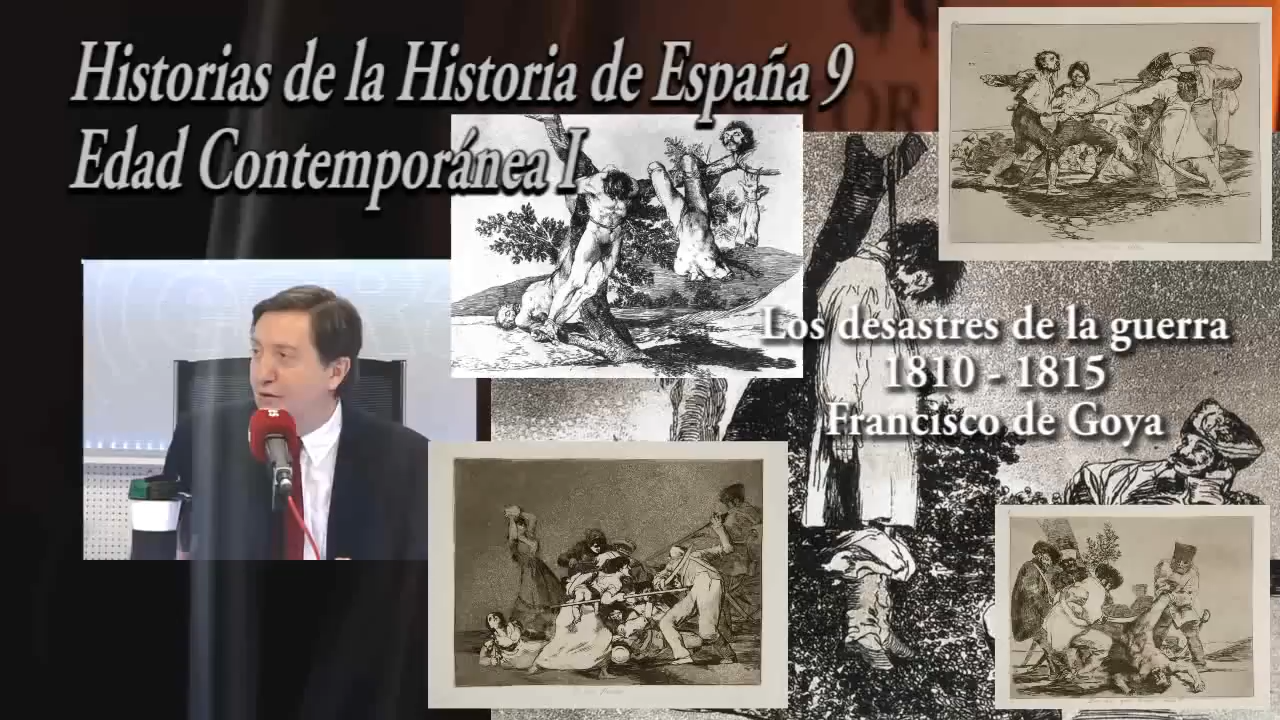 Historias de la Historia de España 9
Edad Contemporánea I
Los desastres de la guerra
1810 - 1815
Francisco de Goya